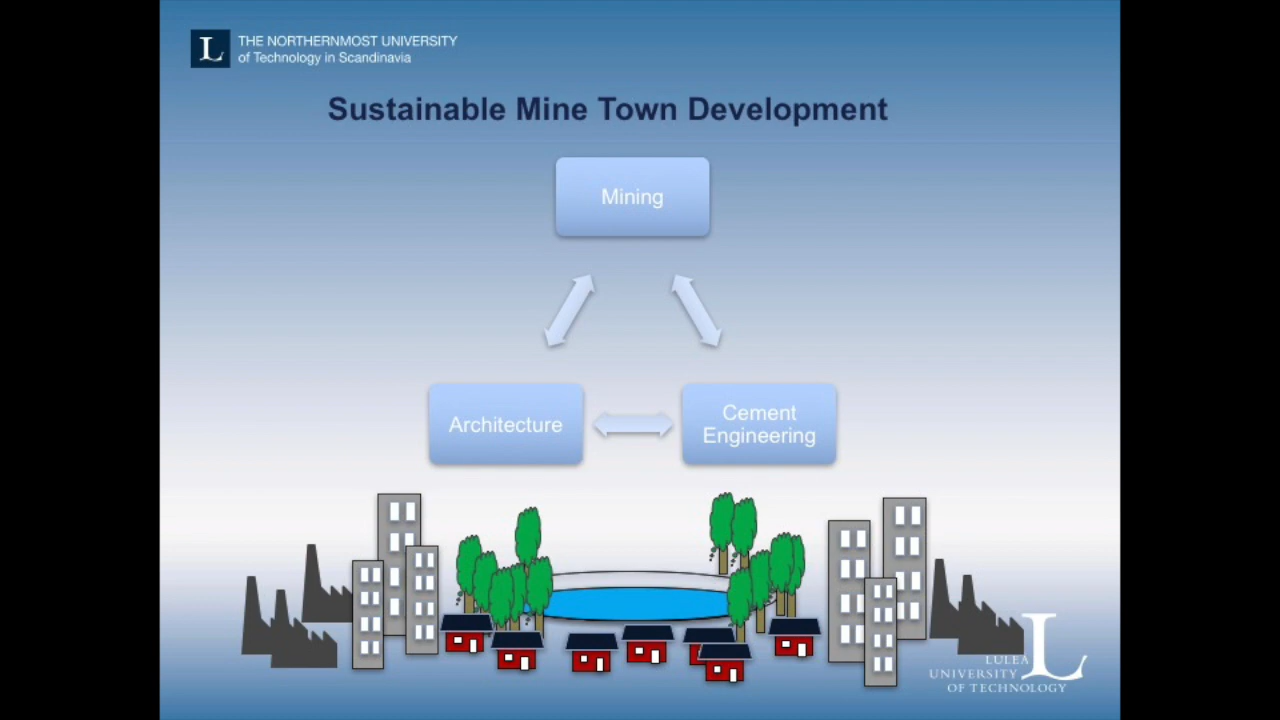 L
THE NORTHERNMOST UNIVERSITY
of Technology in Scandinavia
Sustainable Mine Town Development
Mining
Architecture
Cement
Engineering
L
LULEÅ
UNIVERSITY
OF TECHNOLOGY